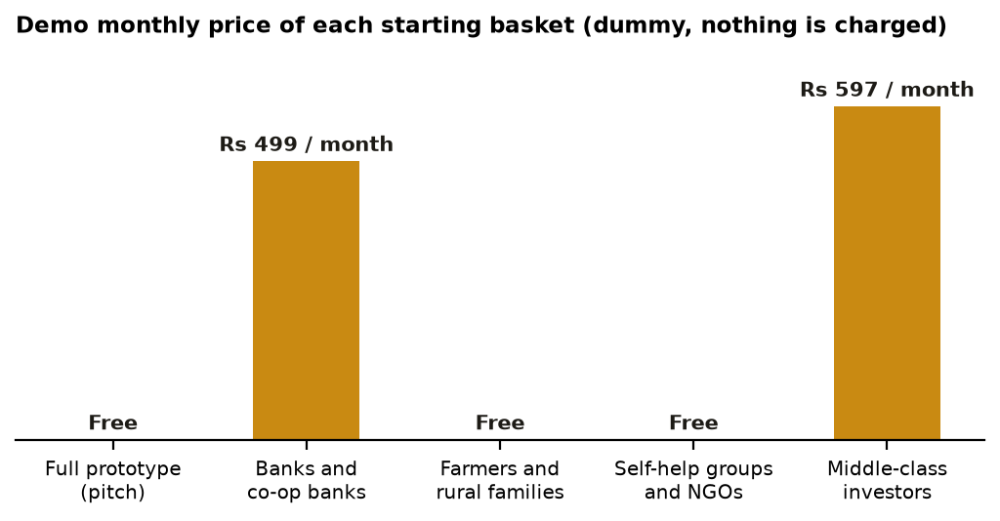 Demo monthly price of each starting basket (dummy, nothing is charged)
Rs 597 / month
Rs 499 / month
Free
Free
Free
Full prototype
(pitch)
Banks and
co-op banks
Farmers and
rural families
Self-help groups
and NGOs
Middle-class
investors